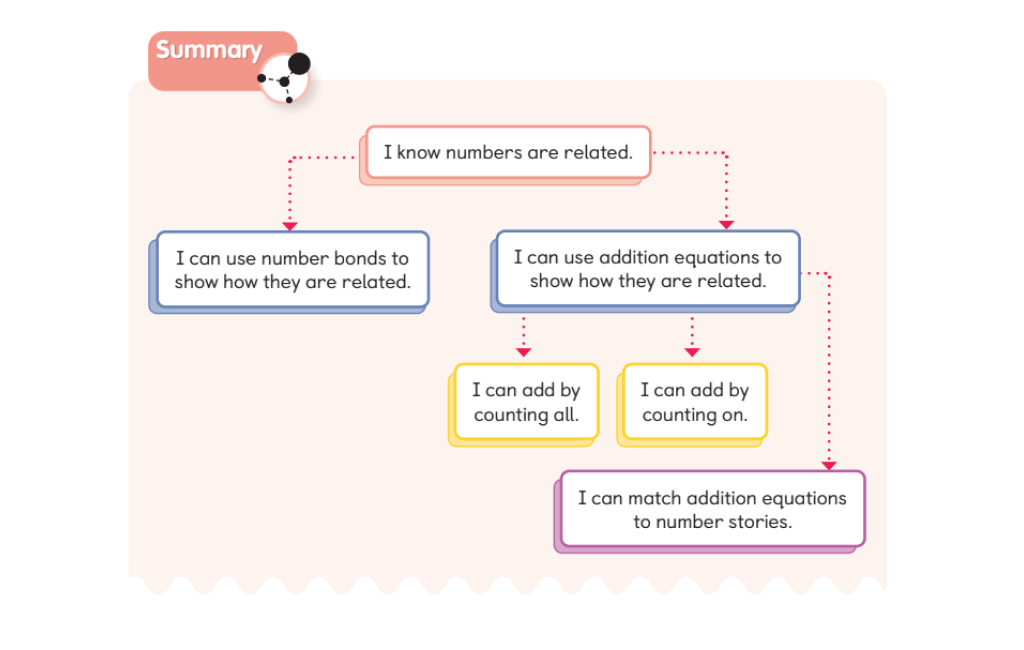 Summary
I know numbers are related.
I can use number bonds to
show how they are related.
I can use addition equations to
show how they are related.
I can add by
counting all.
I can add by
counting on.
I can match addition equations
to number stories.